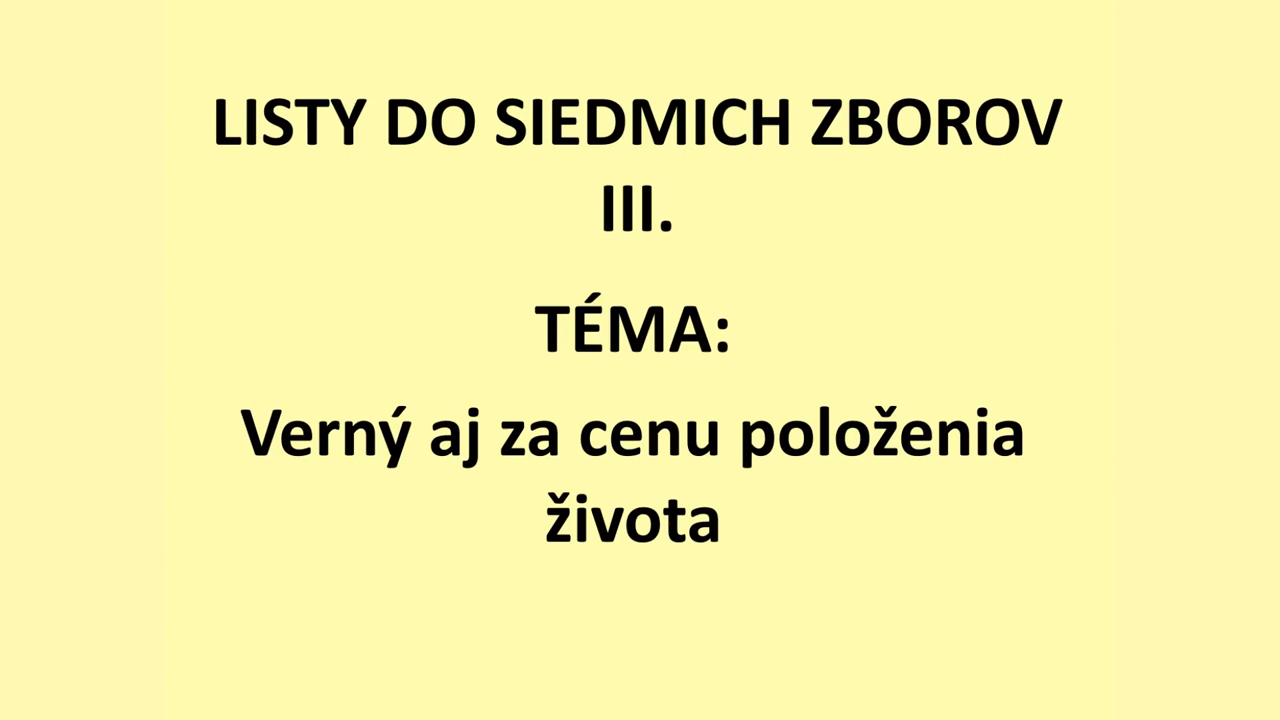 LISTY DO SIEDMICH ZBOROV
III.
TÉMA:
Verný aj za cenu položenia
života